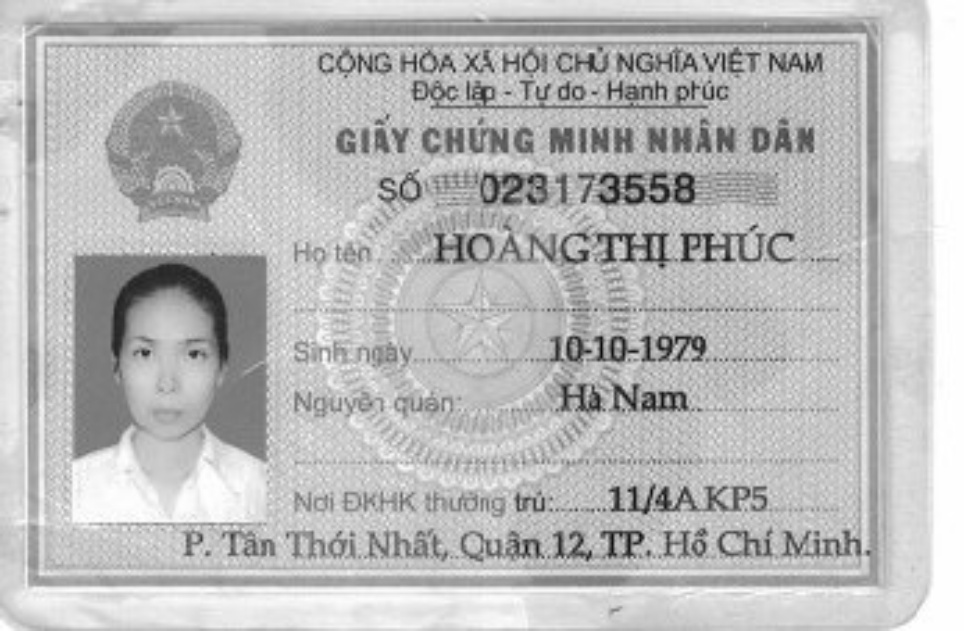 CỘNG HÒA XÃ HỘI CHỦ NGHĨA VIỆT NAM
Độc lập - Tự do - Hạnh phúc
GIẤY CHỨNG MINH NHÂN DÂN
SỐ 023173558
Họ tên HOÀNG THỊ PHÚC
Sinh ngày 10-10-1979
Nguyên quán: Hà Nam
Nơi ĐKHK thường trú: 11/4A KP5
P. Tân Thới Nhất, Quận 12, TP. Hồ Chí Minh.